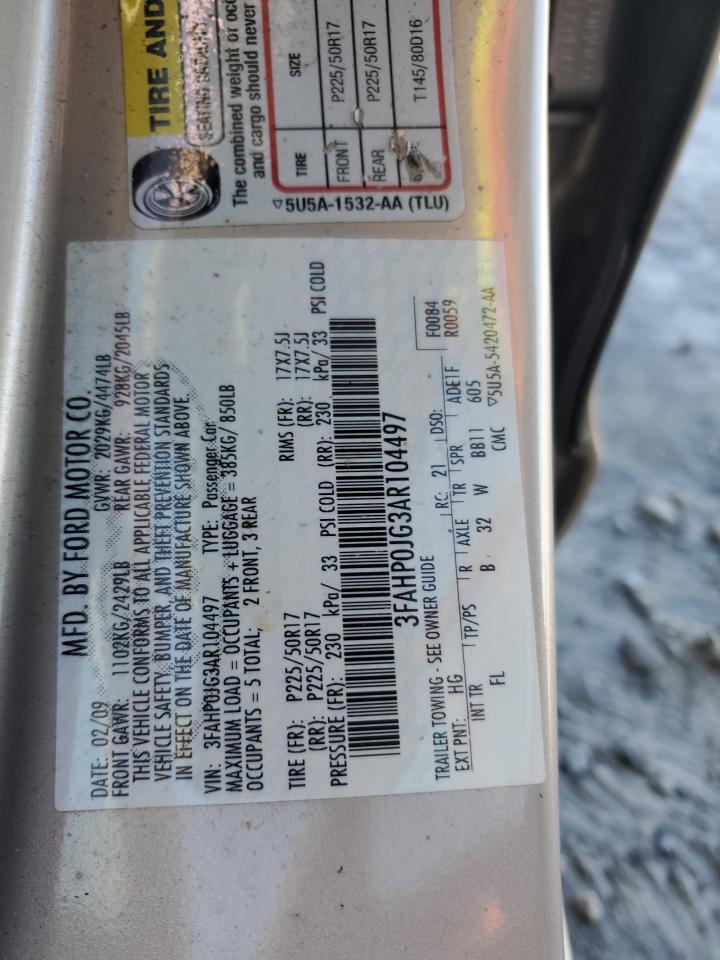 TIRE AND
SEATING CAPACITY
The combined weight or occ
and cargo should never
TIRE SIZE
FRONT P225/50R17
REAR P225/50R17
T145/80D16
5U5A-1532-AA (TLU)
MFD. BY FORD MOTOR CO.
DATE: 02/09 GVWR: 2029KG/4474LB
FRONT GAWR: 1102KG/2429LB REAR GAWR: 928KG/2045LB
THIS VEHICLE CONFORMS TO ALL APPLICABLE FEDERAL MOTOR
VEHICLE SAFETY, BUMPER, AND THEFT PREVENTION STANDARDS
IN EFFECT ON THE DATE OF MANUFACTURE SHOWN ABOVE.
VIN: 3FAHP0JG3AR104497 TYPE: Passenger Car
MAXIMUM LOAD = OCCUPANTS + LUGGAGE = 385KG/ 850LB
OCCUPANTS = 5 TOTAL; 2 FRONT, 3 REAR
TIRE (FR): P225/50R17 RIMS (FR): 17X7.5J
(RR): P225/50R17 (RR): 17X7.5J
PRESSURE (FR): 230 kPa/ 33 PSI COLD (RR): 230 kPa/ 33 PSI COLD
3FAHP0JG3AR104497
F0084
R0059
TRAILER TOWING - SEE OWNER GUIDE
EXT PNT: HG RC: 21 DSO:
INT TR TP/PS R AXLE TR SPR ADE1F
FL B 32 W BB11 605
CMC 5U5A-5420472-AA